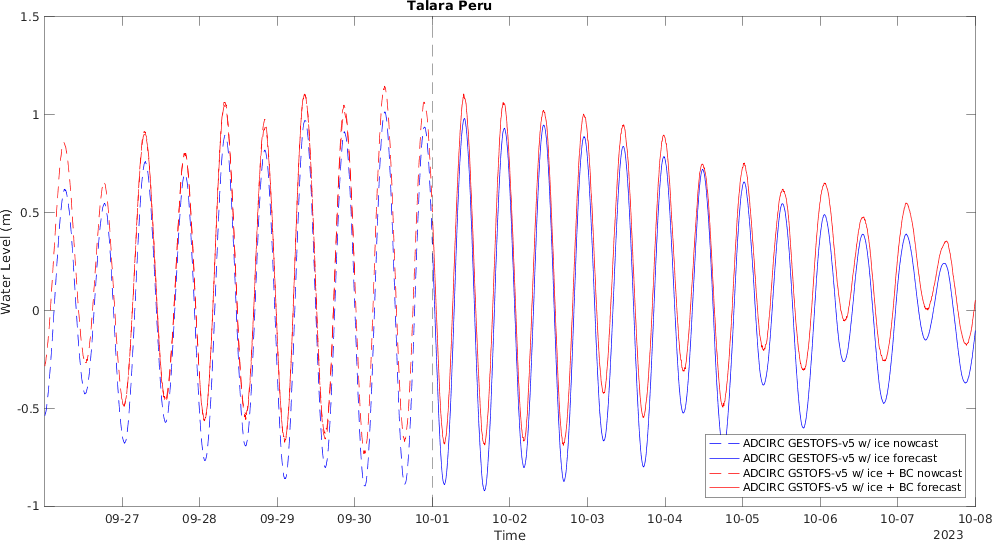 Talara Peru
1.5
1
0.5
0
-0.5
-1
Water Level (m)
09-27 09-28 09-29 09-30 10-01 10-02 10-03 10-04 10-05 10-06 10-07 10-08
Time
2023
ADCIRC GESTOFS-v5 w/ ice nowcast
ADCIRC GESTOFS-v5 w/ ice forecast
ADCIRC GSTOFS-v5 w/ ice + BC nowcast
ADCIRC GSTOFS-v5 w/ ice + BC forecast